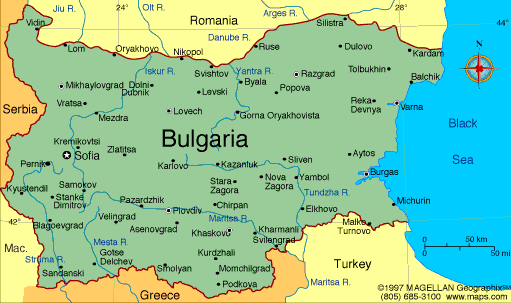 Jiu R.
24°
Olt R.
Arges R.
28°
44°
Romania
Vidin
Silistra
Danube R.
Lom
Oryakhovo
Nikopol
Ruse
Dulovo
Kardam
N
Iskur R.
Svishtov
Yantra R.
Razgrad
Tolbukhin
Mikhaylovgrad
Dolni
Dubnik
Byala
Balchik
Levski
Popova
Serbia
Vratsa
Reka
Devnya
Varna
Mezdra
Lovech
Gorna Oryakhovista
Black
Sea
Kremikovtsi
Bulgaria
Sofia
Zlatitsa
Aytos
Pernik
Karlovo
Kazanluk
Sliven
Burgas
Kyustendil
Samokov
Stara
Zagora
Nova
Zagora
Yambol
Tundzha R.
Stanke
Dimitrov
Pazardzhik
Plovdiv
Chirpan
Elkhovo
Michurin
42°
Maritsa R.
Blagoevgrad
Velingrad
Asenovgrad
Khaskovo
Kharmanli
Malko
Turnovo
0
50 km
Mac.
Mesta R.
Svilengrad
0
50 mi
Struma R.
Gotse
Delchev
Smolyan
Kurdzhali
Sandanski
Momchilgrad
Turkey
Podkova
Maritsa R.
Greece
©1997 MAGELLAN Geographix℠
(805) 685-3100 www.maps.com